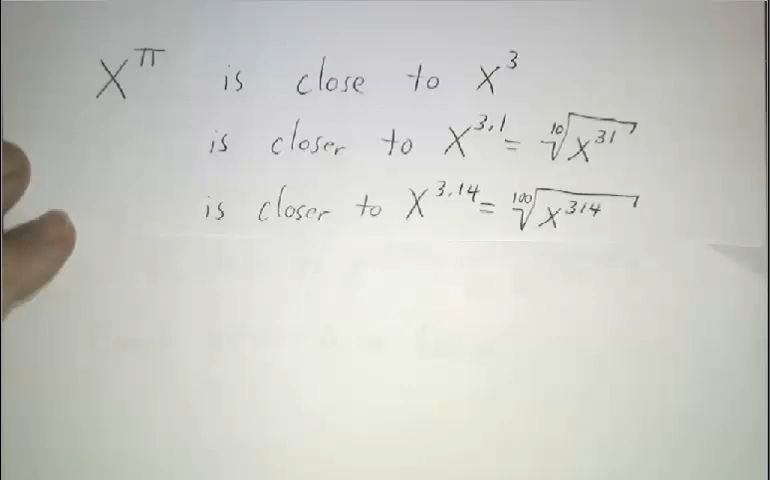 X^π is close to X^3
is closer to X^3.1 = ¹⁰√X^31
is closer to X^3.14 = ¹⁰⁰√X^314